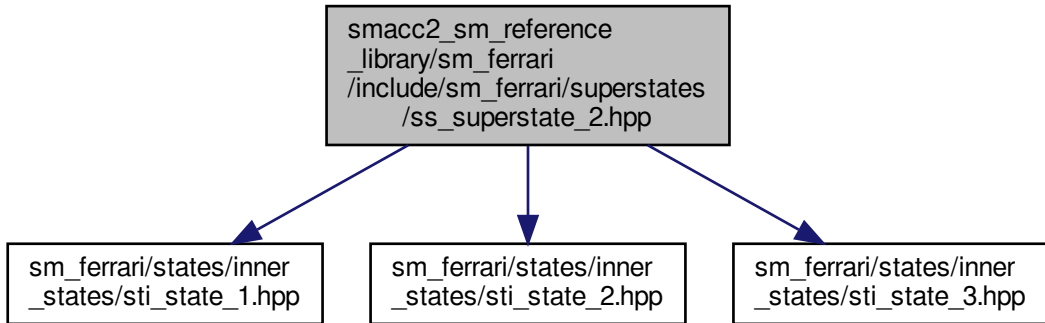 smacc2_sm_reference
_library/sm_ferrari
/include/sm_ferrari/superstates
/ss_superstate_2.hpp
sm_ferrari/states/inner
_states/sti_state_1.hpp
sm_ferrari/states/inner
_states/sti_state_2.hpp
sm_ferrari/states/inner
_states/sti_state_3.hpp